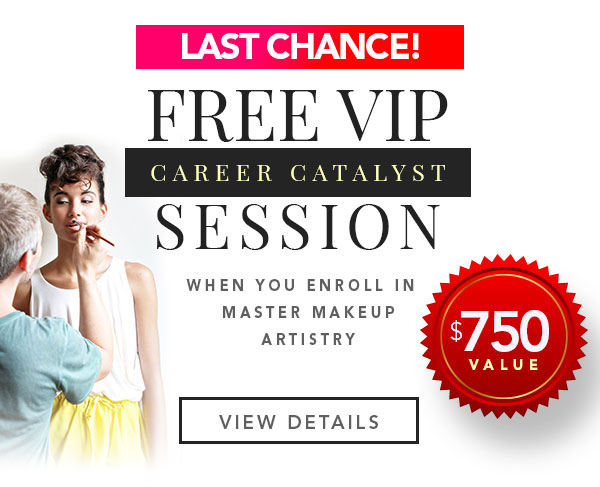 LAST CHANCE!
FREE VIP
CAREER CATALYST
SESSION
WHEN YOU ENROLL IN
MASTER MAKEUP
ARTISTRY
$750
VALUE
VIEW DETAILS